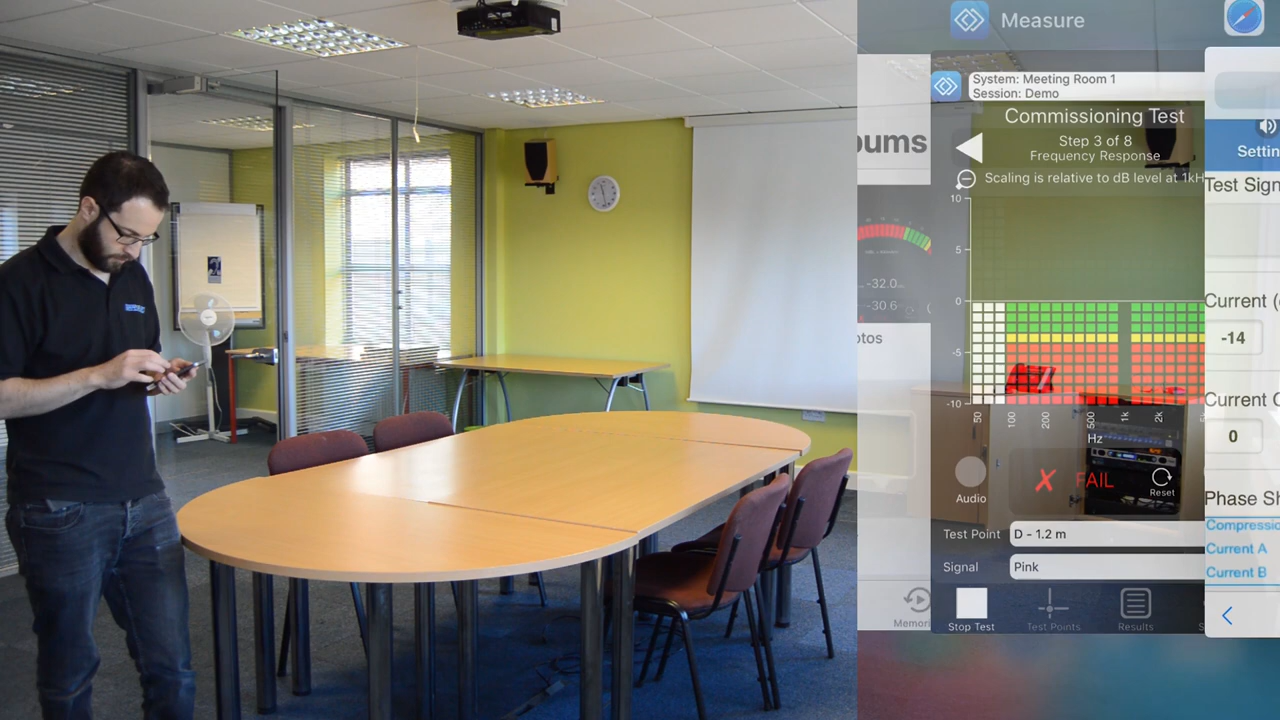 Measure
System: Meeting Room 1
Session: Demo
Commissioning Test
Step 3 of 8
Frequency Response
Scaling is relative to dB level at 1kH
10
5
0
-5
-10
50
100
200
500
1k
2k
Hz
Audio
FAIL
Reset
Test Point
D - 1.2 m
Signal
Pink
Stop Test
Test Points
Results
-32.0
-30.6
Settin
Test Sign
Current
-14
Current
0
Phase S
Compressio
Current A
Current B
oums
otos
Memori